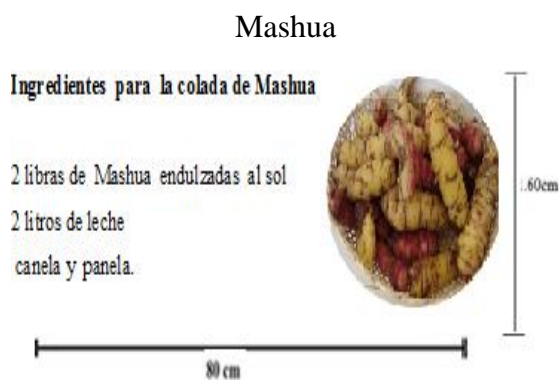 Mashua
Ingredientes para la colada de Mashua
2 libras de Mashua endulzadas al sol
2 litros de leche
canela y panela.
.60cm
80 cm